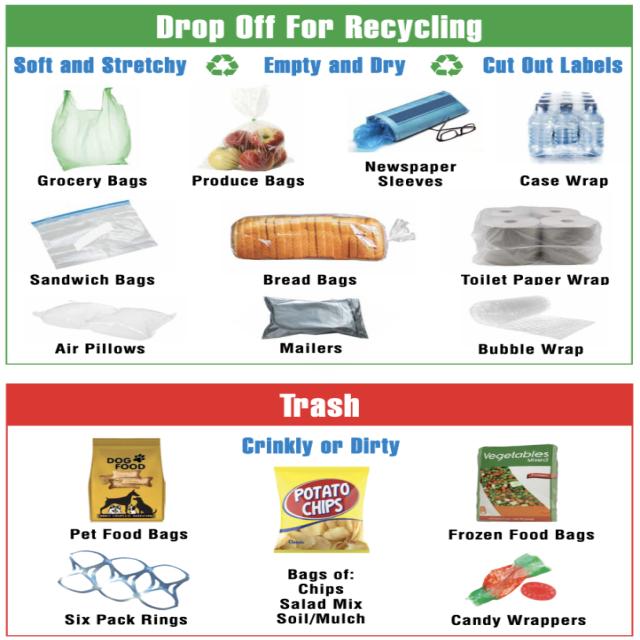 Drop Off For Recycling
Soft and Stretchy Empty and Dry Cut Out Labels
Grocery Bags
Produce Bags
Newspaper
Sleeves
Case Wrap
Sandwich Bags
Bread Bags
Toilet Paper Wrap
Air Pillows
Mailers
Bubble Wrap
Trash
Crinkly or Dirty
DOG
FOOD
Pet Food Bags
POTATO
CHIPS
Classic
Vegetables
Mixed
Frozen Food Bags
Six Pack Rings
Bags of:
Chips
Salad Mix
Soil/Mulch
Candy Wrappers